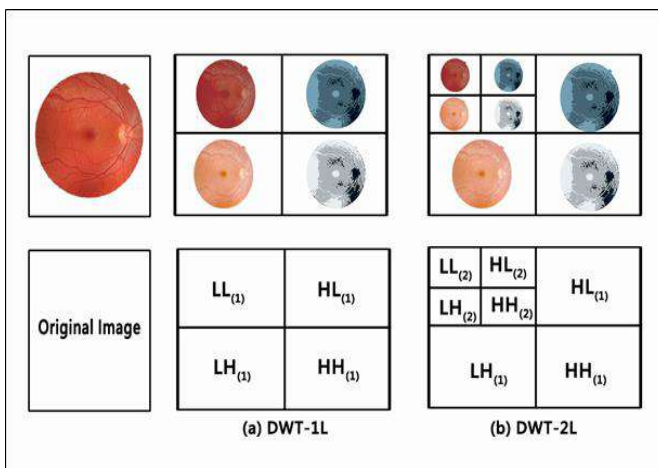 Original Image
LL(1) HL(1)
LH(1) HH(1)
(a) DWT-1L
LL(2) HL(2)
LH(2) HH(2)
HL(1)
LH(1) HH(1)
(b) DWT-2L